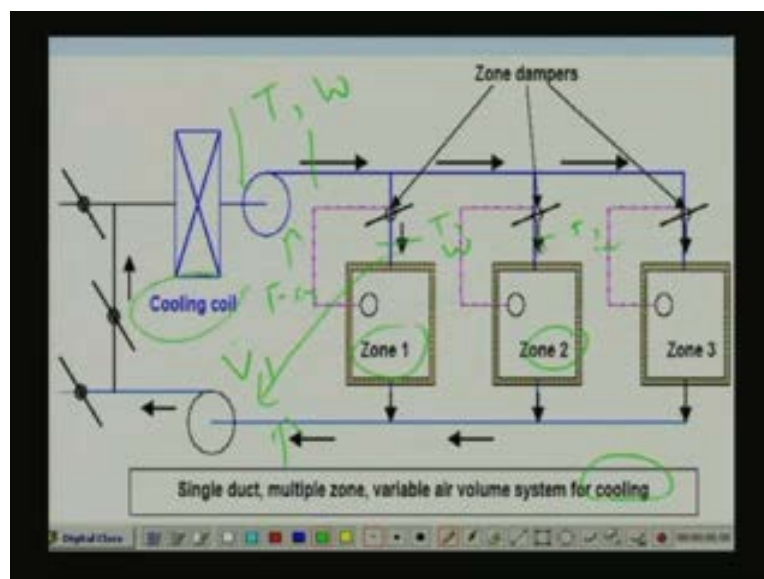 Zone dampers
T, W
T
W
Cooling coil
Zone 1
Zone 2
Zone 3
V
Single duct, multiple zone, variable air volume system for cooling